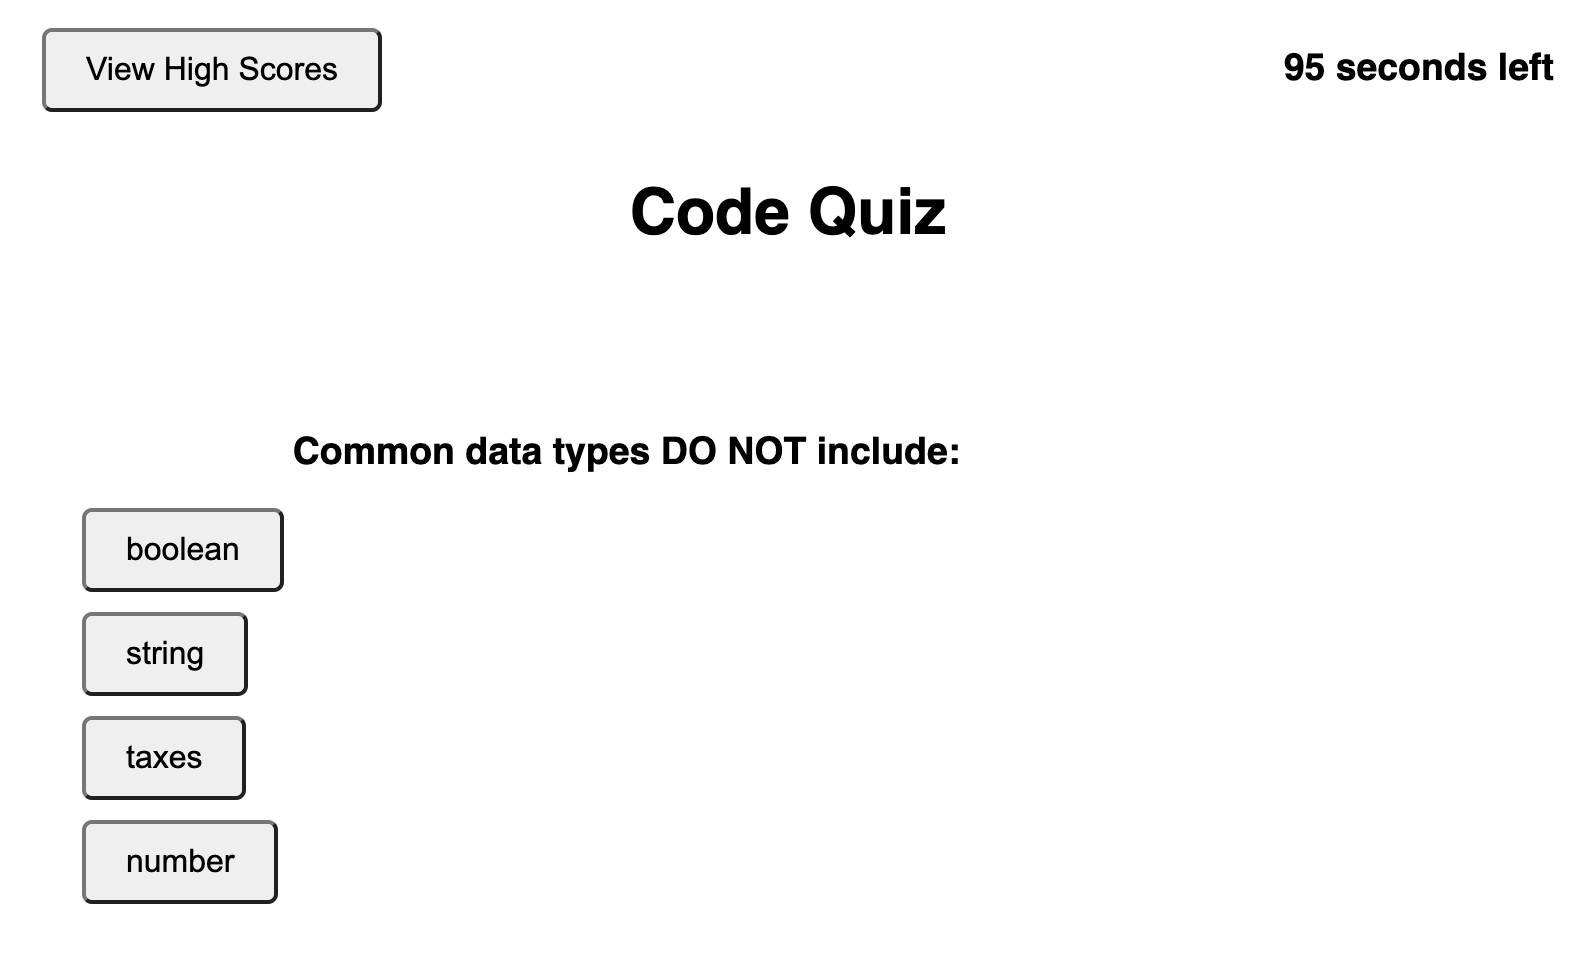 View High Scores
95 seconds left
Code Quiz
Common data types DO NOT include:
boolean
string
taxes
number